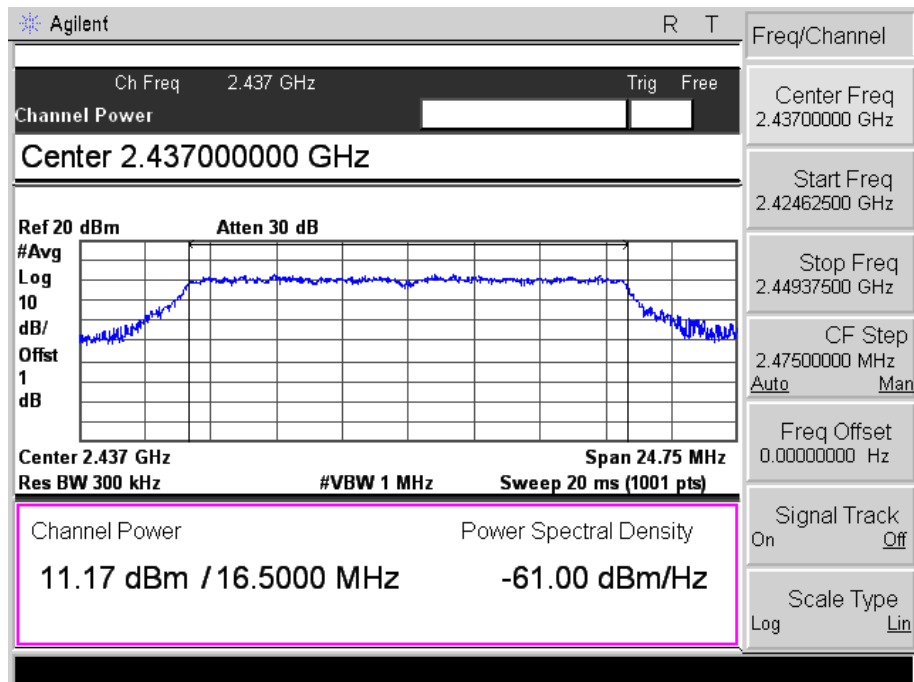 Agilent
R T
Ch Freq 2.437 GHz Trig Free
Channel Power
Center 2.437000000 GHz
Ref 20 dBm Atten 30 dB
#Avg
Log
10
dB/
Offst
1
dB
Center 2.437 GHz Span 24.75 MHz
Res BW 300 kHz #VBW 1 MHz Sweep 20 ms (1001 pts)
Channel Power Power Spectral Density
11.17 dBm / 16.5000 MHz -61.00 dBm/Hz
Freq/Channel
Center Freq
2.43700000 GHz
Start Freq
2.42462500 GHz
Stop Freq
2.44937500 GHz
CF Step
2.47500000 MHz
Auto Man
Freq Offset
0.00000000 Hz
Signal Track
On Off
Scale Type
Log Lin